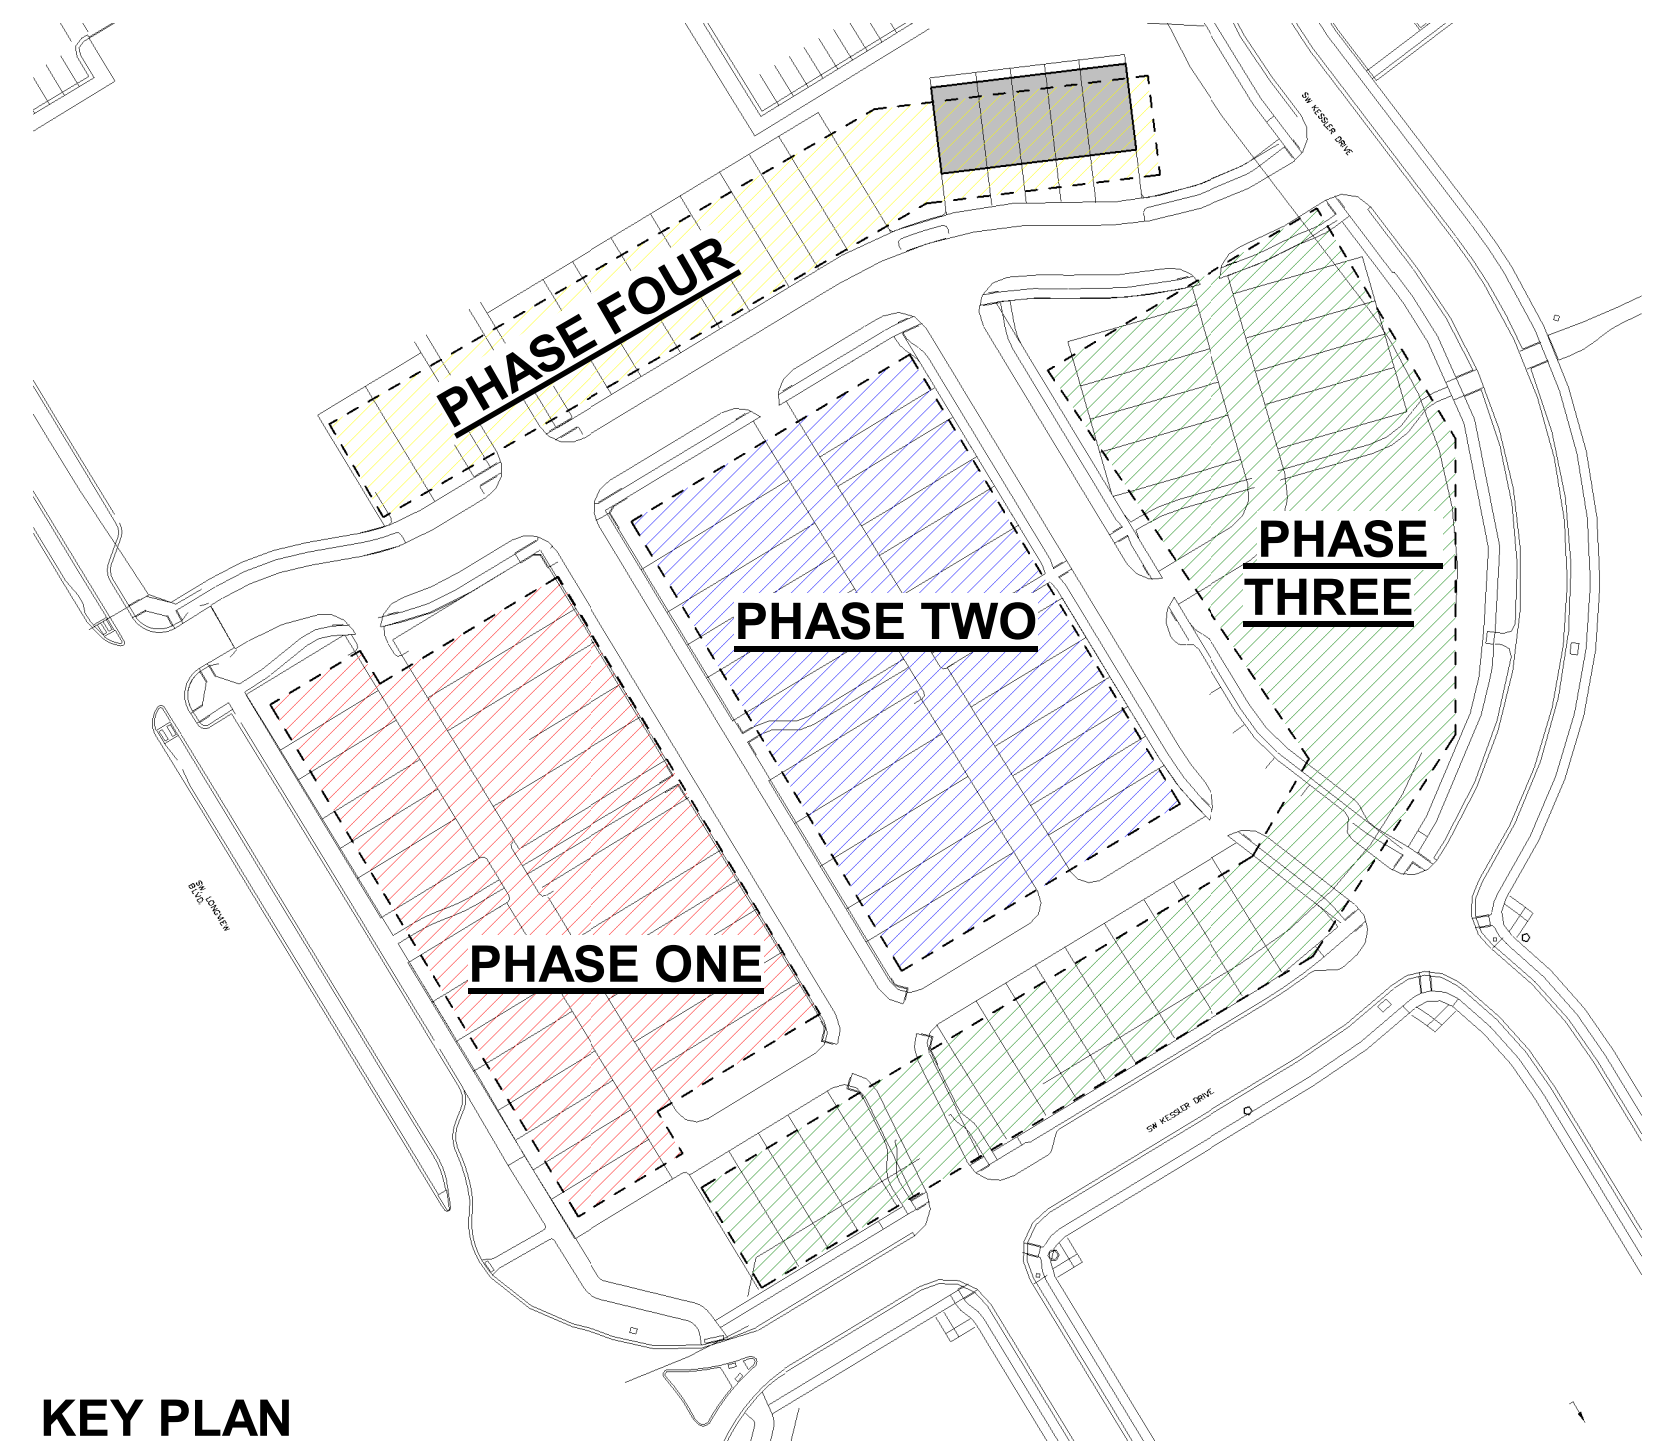 SW KESSLER DRIVE
PHASE FOUR
PHASE
THREE
PHASE TWO
SW LONGVIEW
BLVD.
PHASE ONE
SW KESSLER DRIVE
KEY PLAN